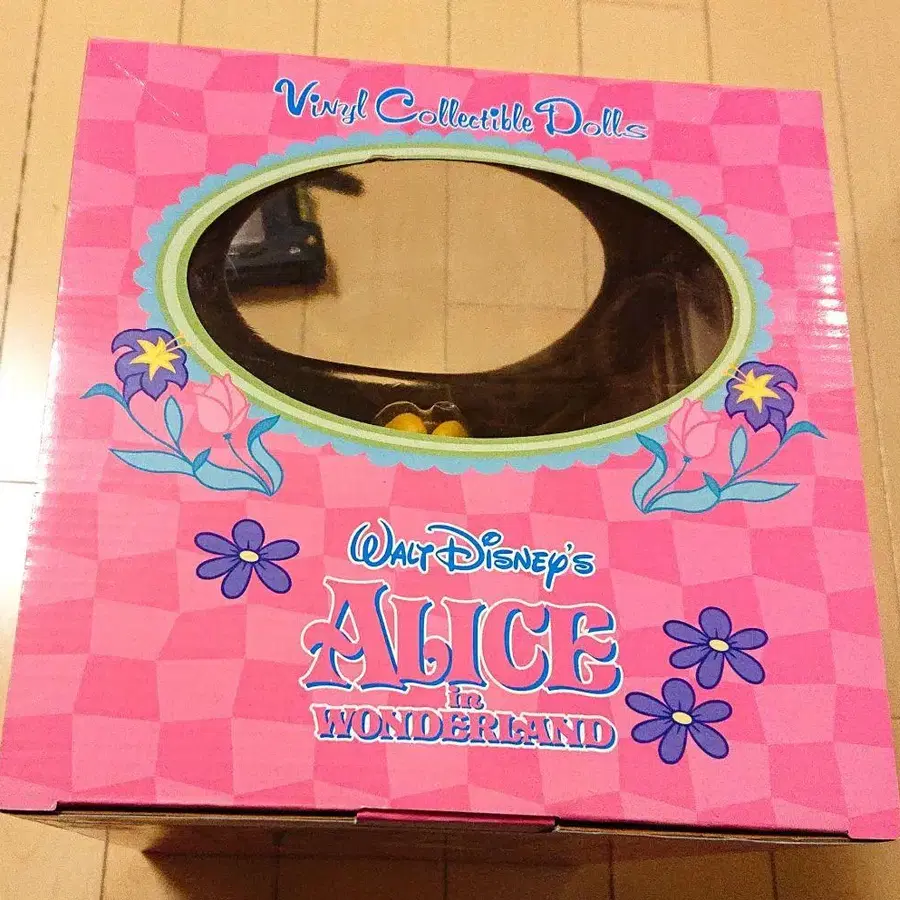 Vinyl Collectible Dolls
WALT DISNEY'S
ALICE
in
WONDERLAND